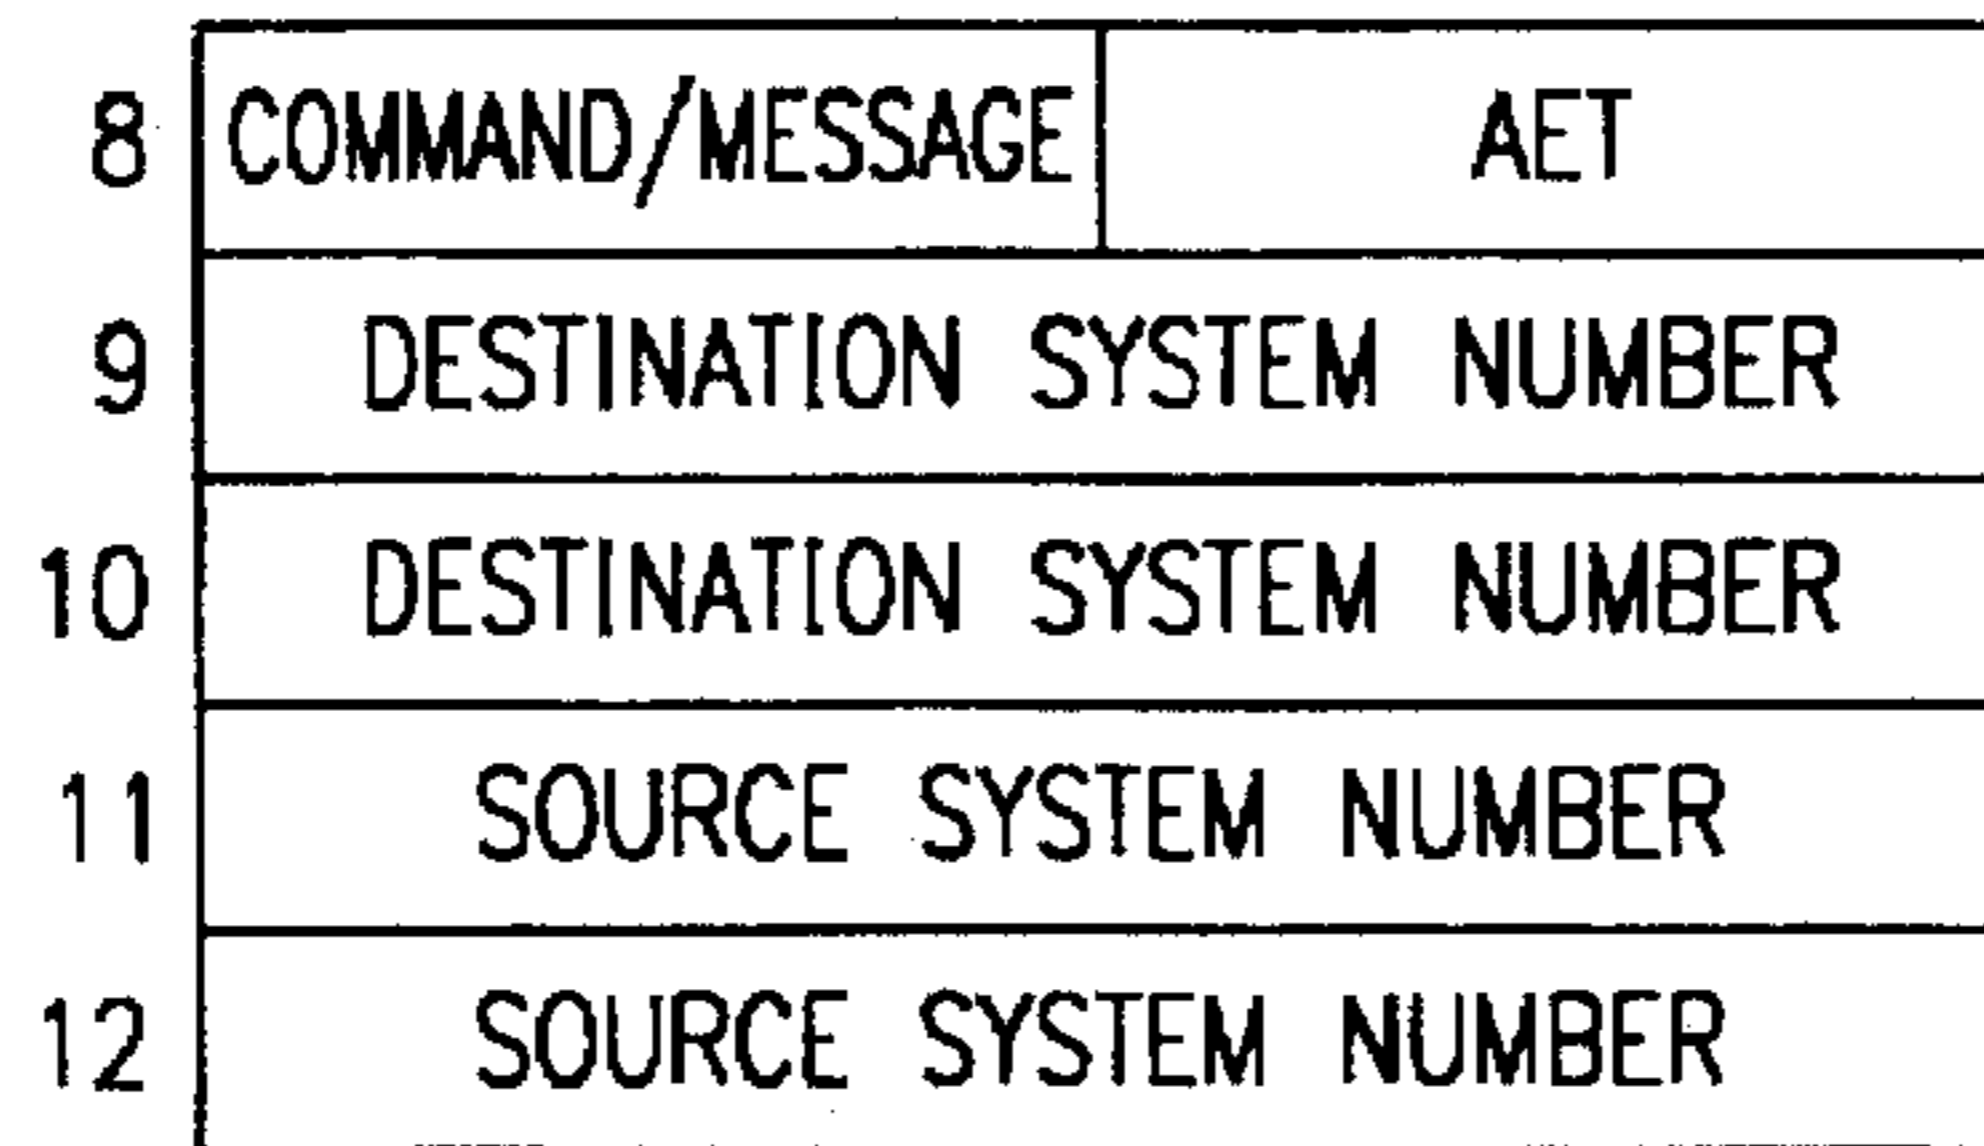 8 COMMAND/MESSAGE AET
9 DESTINATION SYSTEM NUMBER
10 DESTINATION SYSTEM NUMBER
11 SOURCE SYSTEM NUMBER
12 SOURCE SYSTEM NUMBER